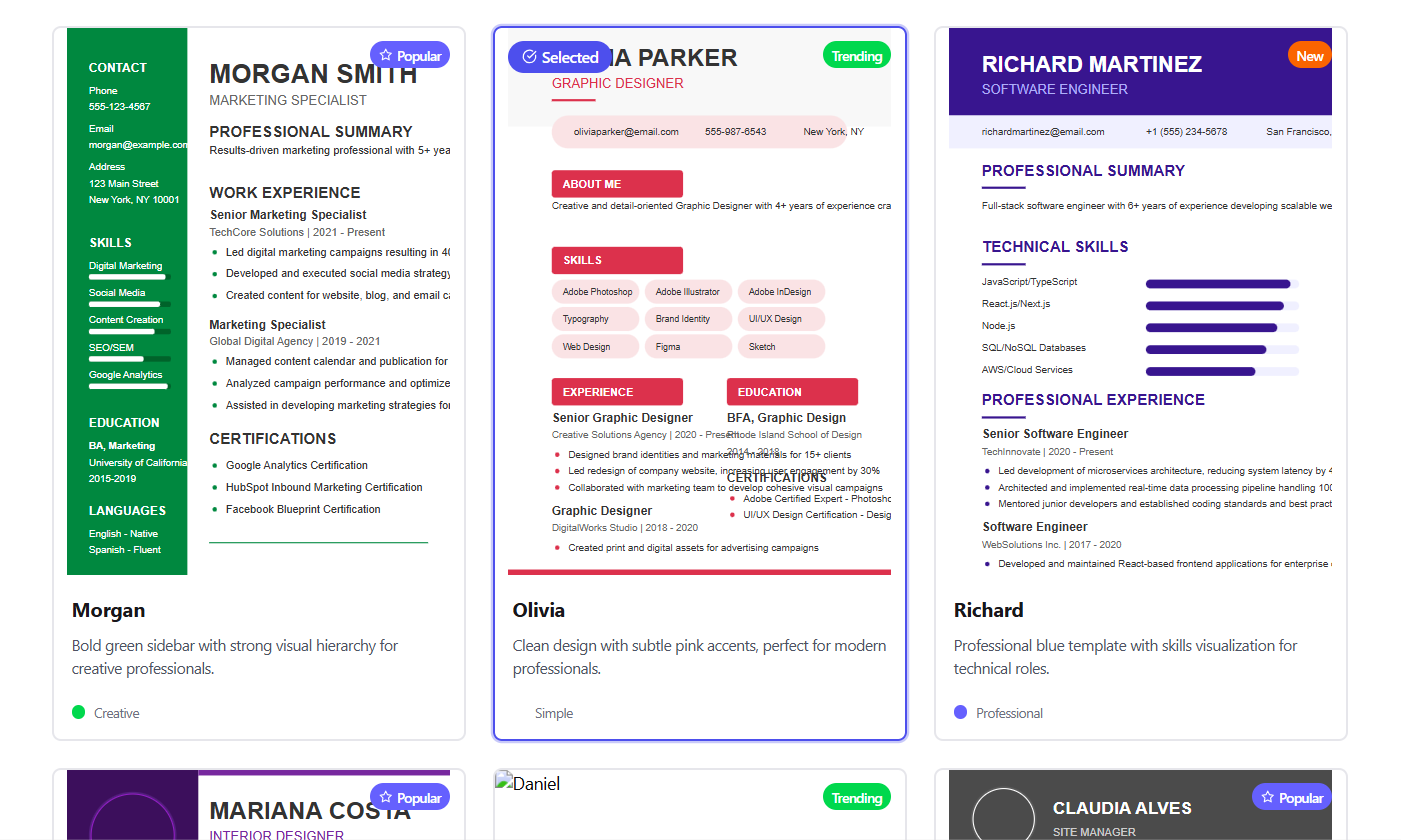 CONTACT
Phone
555-123-4567
Email
morgan@example.com
Address
123 Main Street
New York, NY 10001
SKILLS
Digital Marketing
Social Media
Content Creation
SEO/SEM
Google Analytics
EDUCATION
BA, Marketing
University of California
2015-2019
LANGUAGES
English - Native
Spanish - Fluent
Popular
MORGAN SMITH
MARKETING SPECIALIST
PROFESSIONAL SUMMARY
Results-driven marketing professional with 5+ yea
WORK EXPERIENCE
Senior Marketing Specialist
TechCore Solutions | 2021 - Present
Led digital marketing campaigns resulting in 40
Developed and executed social media strategy
Created content for website, blog, and email ca
Marketing Specialist
Global Digital Agency | 2019 - 2021
Managed content calendar and publication for
Analyzed campaign performance and optimize
Assisted in developing marketing strategies for
CERTIFICATIONS
Google Analytics Certification
HubSpot Inbound Marketing Certification
Facebook Blueprint Certification
Morgan
Bold green sidebar with strong visual hierarchy for
creative professionals.
Creative
Selected
Trending
IA PARKER
GRAPHIC DESIGNER
oliviaparker@email.com 555-987-6543 New York, NY
ABOUT ME
Creative and detail-oriented Graphic Designer with 4+ years of experience cra
SKILLS
Adobe Photoshop Adobe Illustrator Adobe InDesign
Typography Brand Identity UI/UX Design
Web Design Figma Sketch
EXPERIENCE
Senior Graphic Designer
Creative Solutions Agency | 2020 - Present
Designed brand identities and marketing materials for 15+ clients
Led redesign of company website, increasing user engagement by 30%
Collaborated with marketing team to develop cohesive visual campaigns
Graphic Designer
DigitalWorks Studio | 2018 - 2020
Created print and digital assets for advertising campaigns
EDUCATION
BFA, Graphic Design
Rhode Island School of Design
2014 - 2018
CERTIFICATIONS
Adobe Certified Expert - Photosho
UI/UX Design Certification - Desig
Olivia
Clean design with subtle pink accents, perfect for modern
professionals.
Simple
New
RICHARD MARTINEZ
SOFTWARE ENGINEER
richardmartinez@email.com +1 (555) 234-5678 San Francisco,
PROFESSIONAL SUMMARY
Full-stack software engineer with 6+ years of experience developing scalable we
TECHNICAL SKILLS
JavaScript/TypeScript
React.js/Next.js
Node.js
SQL/NoSQL Databases
AWS/Cloud Services
PROFESSIONAL EXPERIENCE
Senior Software Engineer
TechInnovate | 2020 - Present
Led development of microservices architecture, reducing system latency by 4
Architected and implemented real-time data processing pipeline handling 100
Mentored junior developers and established coding standards and best pract
Software Engineer
WebSolutions Inc. | 2017 - 2020
Developed and maintained React-based frontend applications for enterprise
Richard
Professional blue template with skills visualization for
technical roles.
Professional
Popular
MARIANA COSTA
INTERIOR DESIGNER
Daniel
Trending
Popular
CLAUDIA ALVES
SITE MANAGER